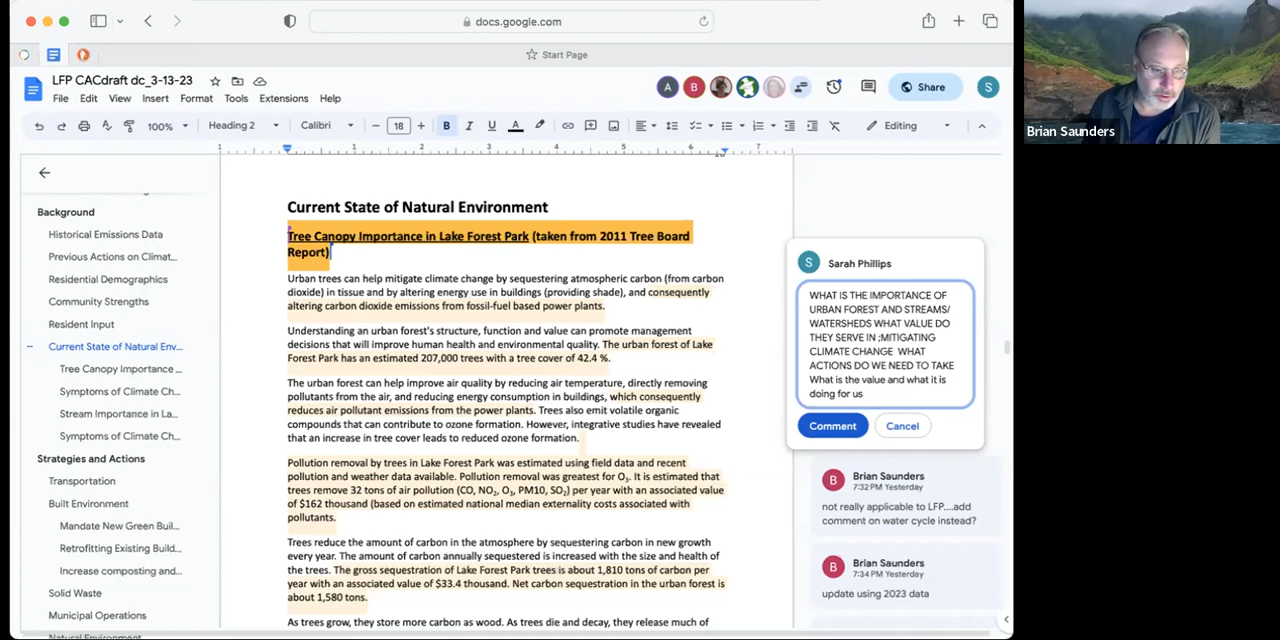 docs.google.com
Start Page
LFP CACdraft dc_3-13-23
File Edit View Insert Format Tools Extensions Help
A B Share S
100% Heading 2 Calibri 18 B I U A Editing
1 1 2 3 4 5 6 7
Background
Historical Emissions Data
Previous Actions on Climat...
Residential Demographics
Community Strengths
Resident Input
Current State of Natural Env...
Tree Canopy Importance ...
Symptoms of Climate Ch...
Stream Importance in La...
Symptoms of Climate Ch...
Strategies and Actions
Transportation
Built Environment
Mandate New Green Buil...
Retrofitting Existing Build...
Increase composting and...
Solid Waste
Municipal Operations
Natural Environment
Current State of Natural Environment
Tree Canopy Importance in Lake Forest Park (taken from 2011 Tree Board
Report)
Urban trees can help mitigate climate change by sequestering atmospheric carbon (from carbon
dioxide) in tissue and by altering energy use in buildings (providing shade), and consequently
altering carbon dioxide emissions from fossil-fuel based power plants.
Understanding an urban forest's structure, function and value can promote management
decisions that will improve human health and environmental quality. The urban forest of Lake
Forest Park has an estimated 207,000 trees with a tree cover of 42.4 %.
The urban forest can help improve air quality by reducing air temperature, directly removing
pollutants from the air, and reducing energy consumption in buildings, which consequently
reduces air pollutant emissions from the power plants. Trees also emit volatile organic
compounds that can contribute to ozone formation. However, integrative studies have revealed
that an increase in tree cover leads to reduced ozone formation.
Pollution removal by trees in Lake Forest Park was estimated using field data and recent
pollution and weather data available. Pollution removal was greatest for O3. It is estimated that
trees remove 32 tons of air pollution (CO, NO2, O3, PM10, SO2) per year with an associated value
of $162 thousand (based on estimated national median externality costs associated with
pollutants.
Trees reduce the amount of carbon in the atmosphere by sequestering carbon in new growth
every year. The amount of carbon annually sequestered is increased with the size and health of
the trees. The gross sequestration of Lake Forest Park trees is about 1,810 tons of carbon per
year with an associated value of $33.4 thousand. Net carbon sequestration in the urban forest is
about 1,580 tons.
As trees grow, they store more carbon as wood. As trees die and decay, they release much of
S Sarah Phillips
WHAT IS THE IMPORTANCE OF
URBAN FOREST AND STREAMS/
WATERSHEDS WHAT VALUE DO
THEY SERVE IN ;MITIGATING
CLIMATE CHANGE WHAT
ACTIONS DO WE NEED TO TAKE
What is the value and what it is
doing for us
Comment Cancel
B Brian Saunders
7:32 PM Yesterday
not really applicable to LFP....add
comment on water cycle instead?
B Brian Saunders
7:34 PM Yesterday
update using 2023 data
Brian Saunders